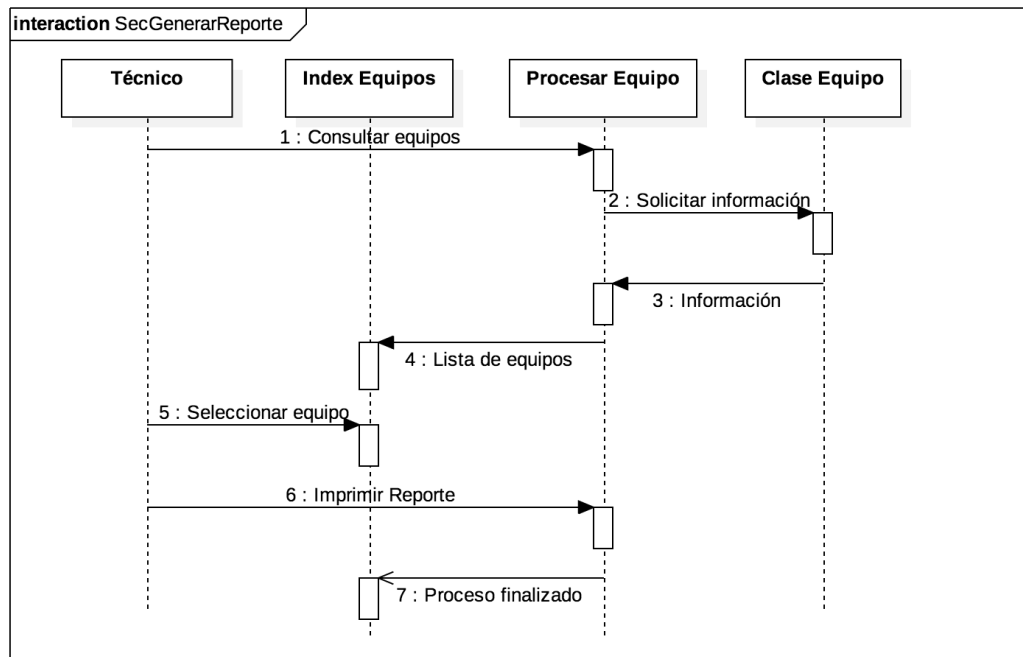 interaction SecGenerarReporte
Técnico
Index Equipos
Procesar Equipo
Clase Equipo
1 : Consultar equipos
2 : Solicitar información
3 : Información
4 : Lista de equipos
5 : Seleccionar equipo
6 : Imprimir Reporte
7 : Proceso finalizado